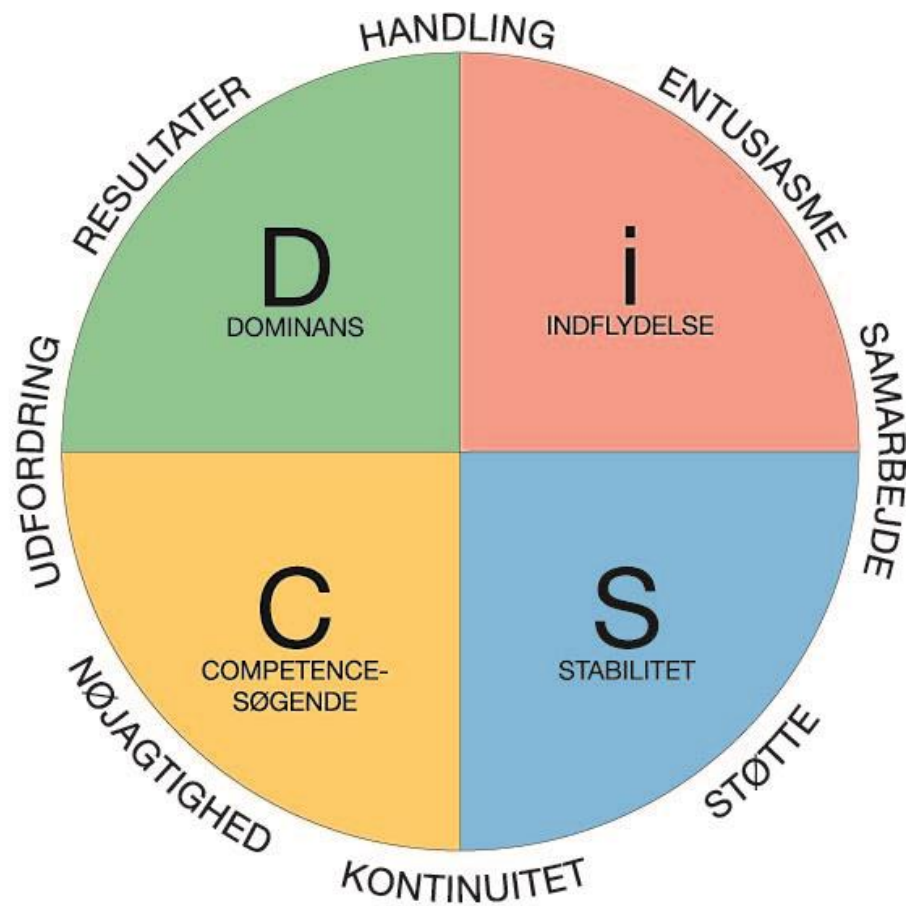 HANDLING
RESULTATER
ENTUSIASME
D
DOMINANS
i
INDFLYDELSE
UDFORDRING
SAMARBEJDE
C
COMPETENCE-
SØGENDE
S
STABILITET
NØJAGTIGHED
STØTTE
KONTINUITET